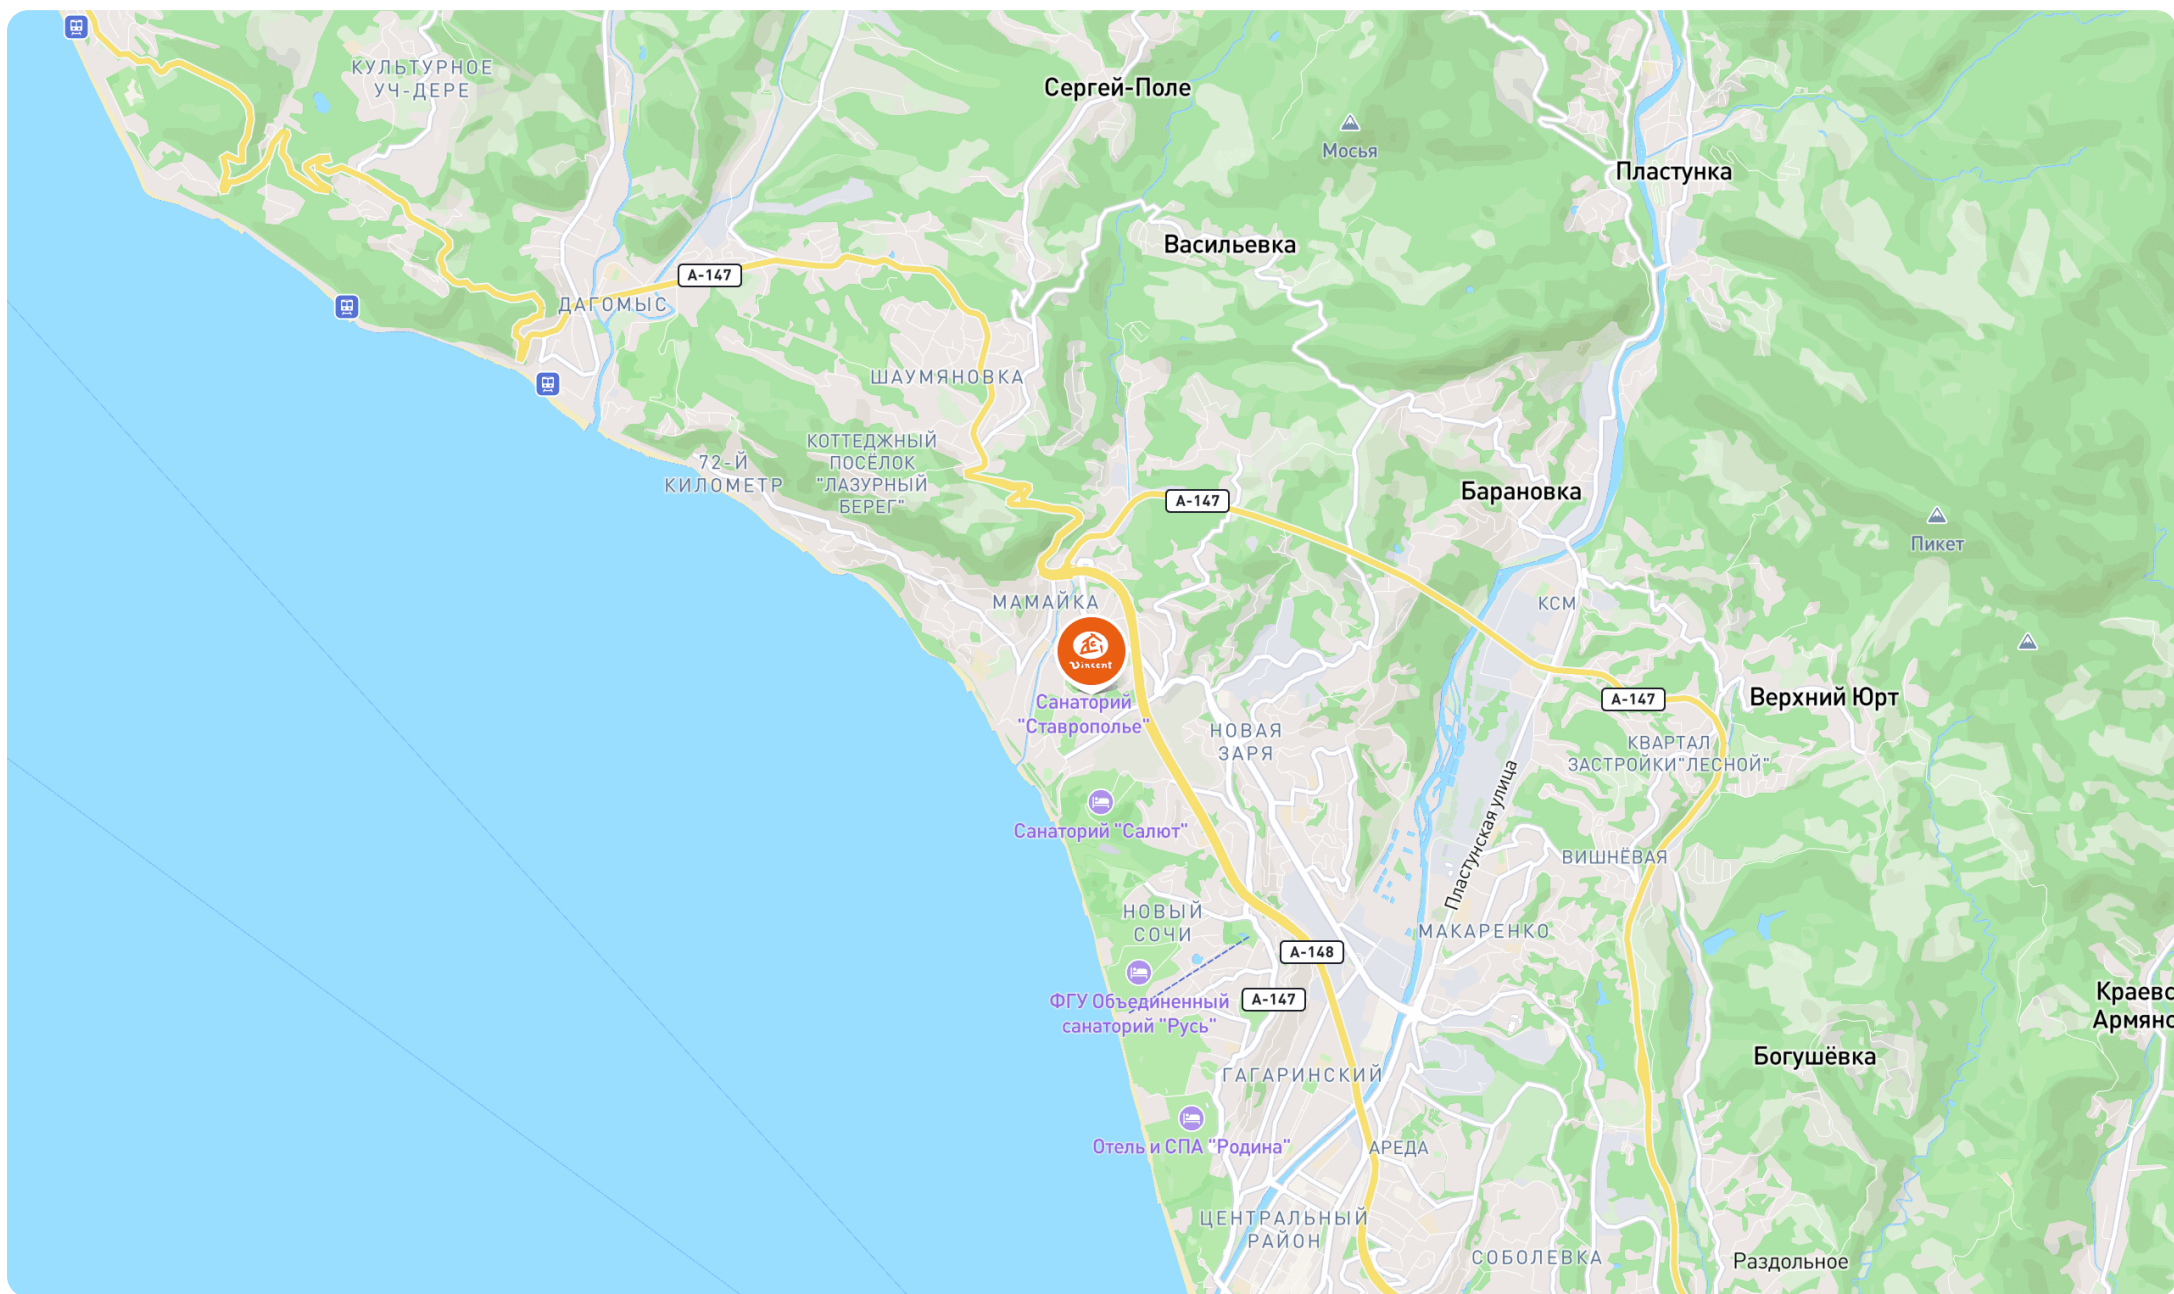 КУЛЬТУРНОЕ
УЧ-ДЕРЕ
Сергей-Поле
Мосья
Пластунка
Васильевка
А-147
ДАГОМЫС
ШАУМЯНОВКА
КОТТЕДЖНЫЙ
ПОСЁЛОК
"ЛАЗУРНЫЙ
БЕРЕГ"
72-Й
КИЛОМЕТР
А-147
Барановка
Пикет
МАМАЙКА
КСМ
Vincent
Санаторий
"Ставрополье"
А-147
Верхний Юрт
НОВАЯ
ЗАРЯ
КВАРТАЛ
ЗАСТРОЙКИ"ЛЕСНОЙ"
Пластунская улица
Санаторий "Салют"
ВИШНЁВАЯ
НОВЫЙ
СОЧИ
МАКАРЕНКО
А-148
ФГУ Объединенный
санаторий "Русь"
А-147
Краевс
Армянс
Богушёвка
ГАГАРИНСКИЙ
Отель и СПА "Родина"
АРЕДА
ЦЕНТРАЛЬНЫЙ
РАЙОН
СОБОЛЕВКА
Раздольное